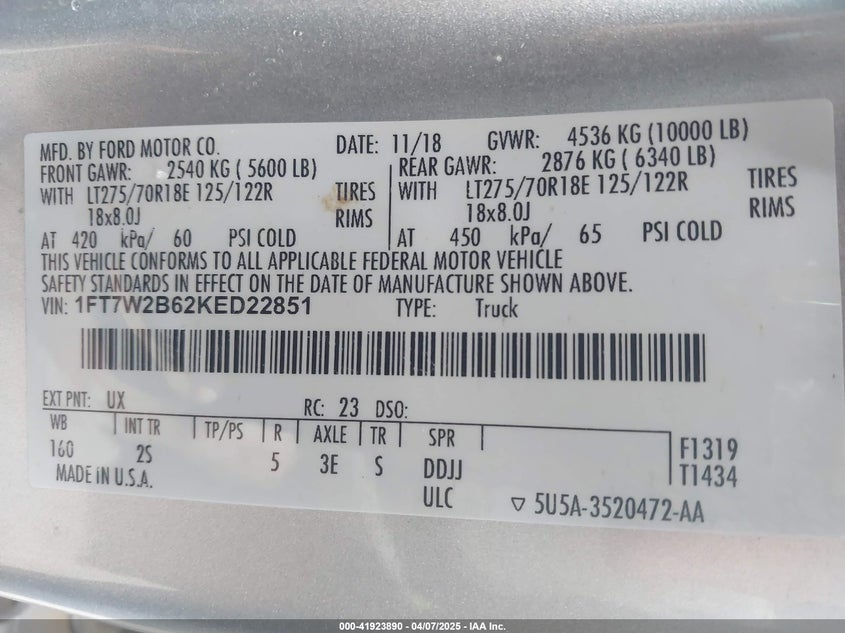 MFD. BY FORD MOTOR CO. DATE: 11/18 GVWR: 4536 KG (10000 LB)
FRONT GAWR: 2540 KG ( 5600 LB) REAR GAWR: 2876 KG ( 6340 LB)
WITH LT275/70R18E 125/122R TIRES WITH LT275/70R18E 125/122R TIRES
18x8.0J RIMS 18x8.0J RIMS
AT 420 kPa/ 60 PSI COLD AT 450 kPa/ 65 PSI COLD
THIS VEHICLE CONFORMS TO ALL APPLICABLE FEDERAL MOTOR VEHICLE
SAFETY STANDARDS IN EFFECT ON THE DATE OF MANUFACTURE SHOWN ABOVE.
VIN: 1FT7W2B62KED22851 TYPE: Truck
EXT PNT: UX RC: 23 DSO:
WB INT TR TP/PS R AXLE TR SPR F1319
160 2S 5 3E S DDJJ T1434
MADE iN U.S.A. ULC 5U5A-3520472-AA
000-41923890 - 04/07/2025 - IAA Inc.